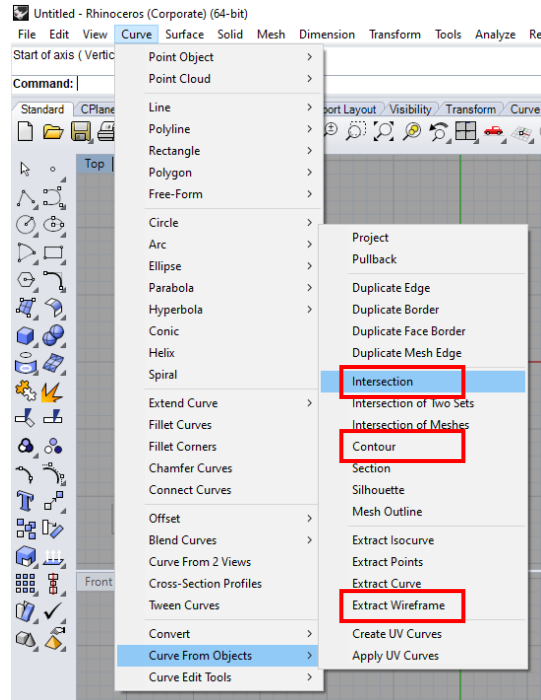 Untitled - Rhinoceros (Corporate) (64-bit)
File Edit View Curve Surface Solid Mesh Dimension Transform Tools Analyze Re
Start of axis ( Vertic
Command:
Standard CPlane port Layout Visibility Transform Curve
Top
Front
Point Object
Point Cloud
Line
Polyline
Rectangle
Polygon
Free-Form
Circle
Arc
Ellipse
Parabola
Hyperbola
Conic
Helix
Spiral
Extend Curve
Fillet Curves
Fillet Corners
Chamfer Curves
Connect Curves
Offset
Blend Curves
Curve From 2 Views
Cross-Section Profiles
Tween Curves
Convert
Curve From Objects
Curve Edit Tools
Project
Pullback
Duplicate Edge
Duplicate Border
Duplicate Face Border
Duplicate Mesh Edge
Intersection
Intersection of Two Sets
Intersection of Meshes
Contour
Section
Silhouette
Mesh Outline
Extract Isocurve
Extract Points
Extract Curve
Extract Wireframe
Create UV Curves
Apply UV Curves